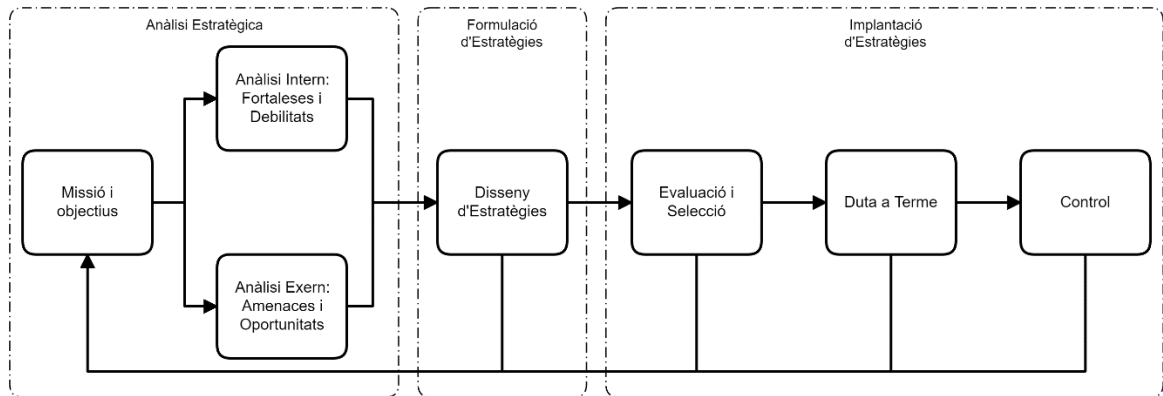 Anàlisi Estratègica
Formulació
d'Estratègies
Implantació
d'Estratègies
Anàlisi Intern:
Fortaleses i
Debilitats
Missió i
objectius
Disseny
d'Estratègies
Evaluació i
Selecció
Duta a Terme
Control
Anàlisi Exern:
Amenaces i
Oportunitats